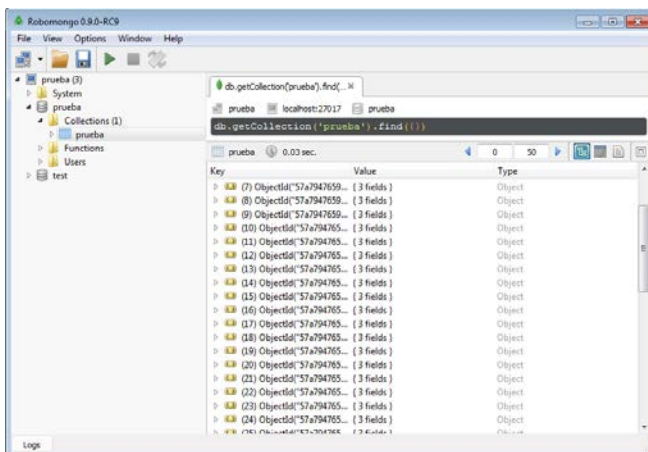 Robomongo 0.9.0-RC9
File View Options Window Help
prueba (3)
System
prueba
Collections (1)
prueba
Functions
Users
test
db.getCollection('prueba').find(...
prueba localhost:27017 prueba
db.getCollection('prueba').find({})
prueba 0.03 sec. 0 50
Key Value Type
(7) ObjectId("57a7947659... { 3 fields } Object
(8) ObjectId("57a7947659... { 3 fields } Object
(9) ObjectId("57a7947659... { 3 fields } Object
(10) ObjectId("57a794765... { 3 fields } Object
(11) ObjectId("57a794765... { 3 fields } Object
(12) ObjectId("57a794765... { 3 fields } Object
(13) ObjectId("57a794765... { 3 fields } Object
(14) ObjectId("57a794765... { 3 fields } Object
(15) ObjectId("57a794765... { 3 fields } Object
(16) ObjectId("57a794765... { 3 fields } Object
(17) ObjectId("57a794765... { 3 fields } Object
(18) ObjectId("57a794765... { 3 fields } Object
(19) ObjectId("57a794765... { 3 fields } Object
(20) ObjectId("57a794765... { 3 fields } Object
(21) ObjectId("57a794765... { 3 fields } Object
(22) ObjectId("57a794765... { 3 fields } Object
(23) ObjectId("57a794765... { 3 fields } Object
(24) ObjectId("57a794765... { 3 fields } Object
(25) ObjectId("57a794765... { 3 fields } Object
Logs